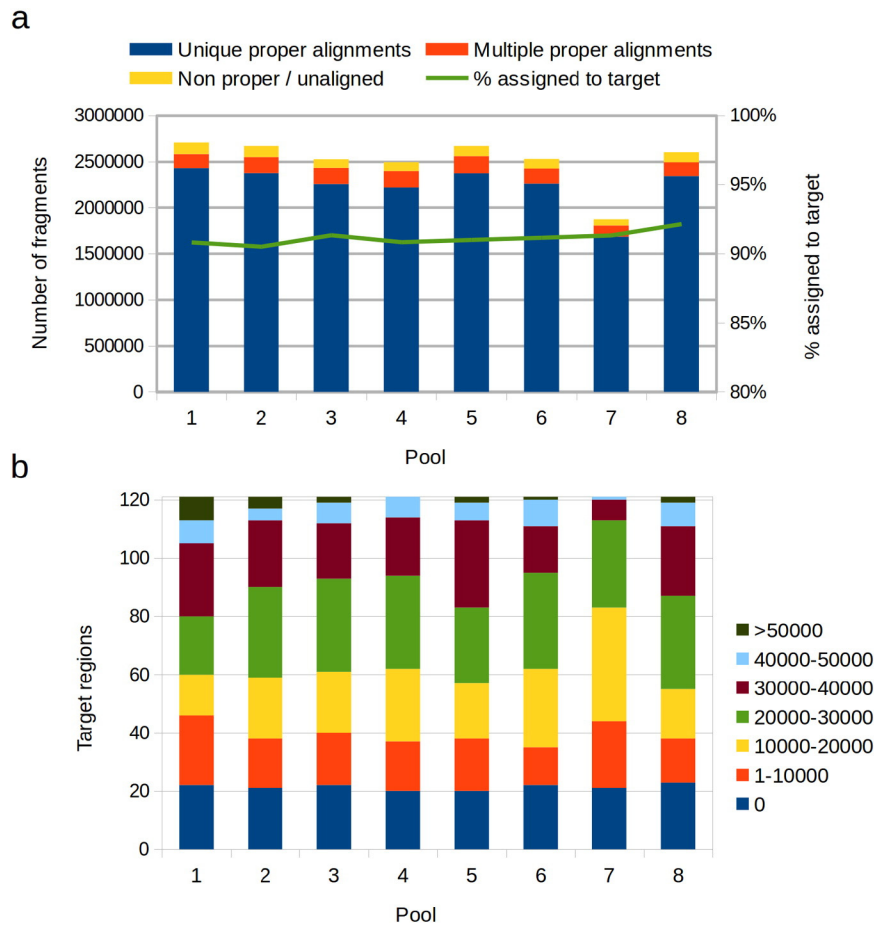 a
Unique proper alignments Multiple proper alignments
Non proper / unaligned % assigned to target
3000000 100%
2500000 95%
2000000
1500000 90%
1000000 85%
500000
0 80%
Number of fragments
% assigned to target
1 2 3 4 5 6 7 8
Pool
b
120
100
80
60
40
20
0
Target regions
>50000
40000-50000
30000-40000
20000-30000
10000-20000
1-10000
0
1 2 3 4 5 6 7 8
Pool